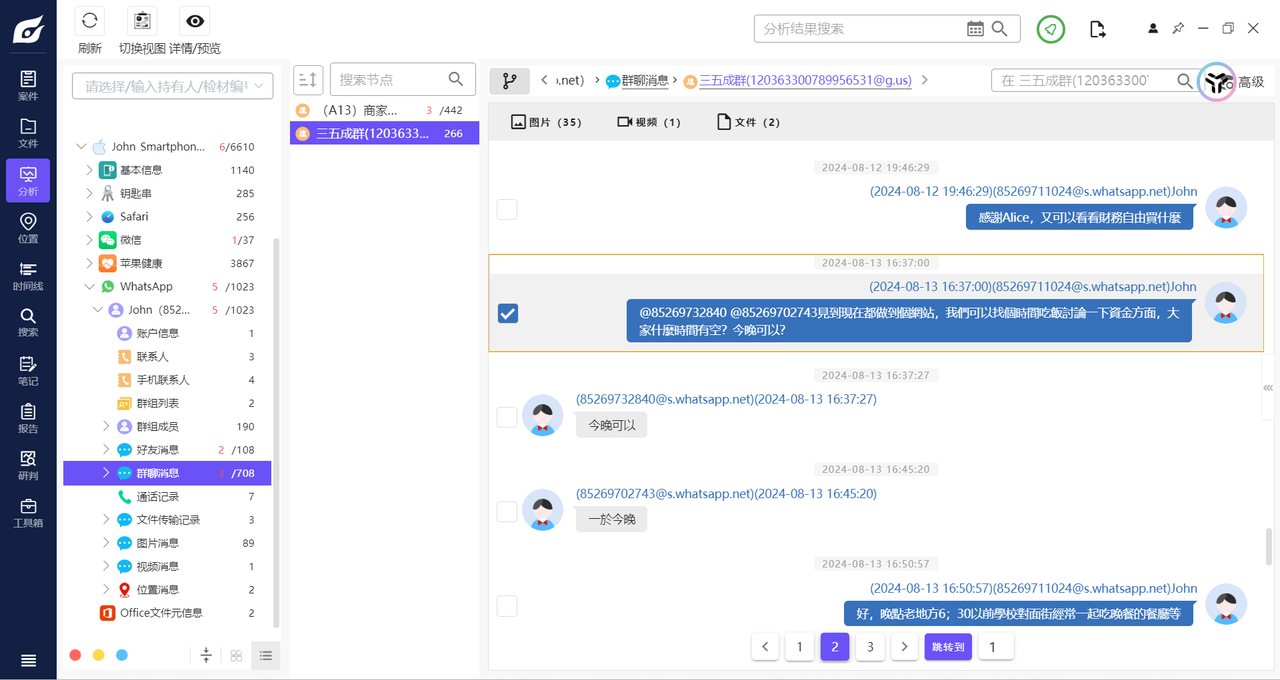 刷新
切换视图
详情/预览
分析结果搜索
案件
文件
分析
位置
时间线
搜索
笔记
报告
研判
工具箱
请选择/输入持有人/检材编号
John Smartphon... 6/6610
基本信息 1140
钥匙串 285
Safari 256
微信 1/37
苹果健康 3867
WhatsApp 5 /1023
John (852... 5 /1023
账户信息 1
联系人 3
手机联系人 4
群组列表 2
群组成员 190
好友消息 2 /108
群聊消息 3 /708
通话记录 7
文件传输记录 3
图片消息 89
视频消息 1
位置消息 2
Office文件元信息 2
搜索节点
（A13）商家... 3 /442
三五成群(1203633... 266
.net) 群聊消息 三五成群(120363300789956531@g.us)
在 三五成群(120363300
高级
图片（35） 视频（1） 文件（2）
2024-08-12 19:46:29
(2024-08-12 19:46:29)(85269711024@s.whatsapp.net)John
感謝Alice，又可以看看財務自由買什麼
2024-08-13 16:37:00
(2024-08-13 16:37:00)(85269711024@s.whatsapp.net)John
@85269732840 @85269702743見到現在都做到個網站，我們可以找個時間吃飯討論一下資金方面，大
家什麼時間有空？今晚可以?
2024-08-13 16:37:27
(85269732840@s.whatsapp.net)(2024-08-13 16:37:27)
今晚可以
2024-08-13 16:45:20
(85269702743@s.whatsapp.net)(2024-08-13 16:45:20)
一於今晚
2024-08-13 16:50:57
(2024-08-13 16:50:57)(85269711024@s.whatsapp.net)John
好，晚點老地方6；30以前學校對面街經常一起吃晚餐的餐廳等
1 2 3 跳转到 1